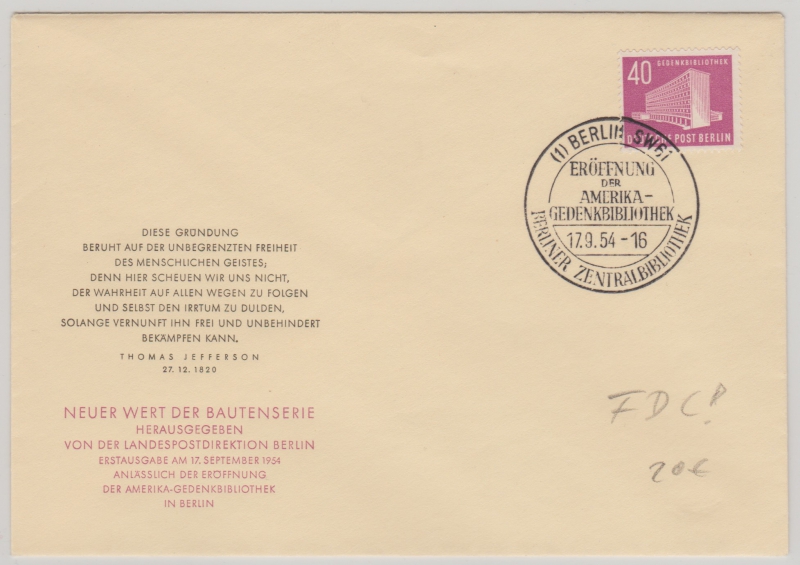 40 GEDENKBIBLIOTHEK
DEUTSCHE POST BERLIN
(1) BERLIN SW61
ERÖFFNUNG
DER
AMERIKA-
GEDENKBIBLIOTHEK
17.9.54-16
BERLINER ZENTRALBIBLIOTHEK
DIESE GRÜNDUNG
BERUHT AUF DER UNBEGRENZTEN FREIHEIT
DES MENSCHLICHEN GEISTES;
DENN HIER SCHEUEN WIR UNS NICHT,
DER WAHRHEIT AUF ALLEN WEGEN ZU FOLGEN
UND SELBST DEN IRRTUM ZU DULDEN,
SOLANGE VERNUNFT IHN FREI UND UNBEHINDERT
BEKÄMPFEN KANN.
THOMAS JEFFERSON
27.12.1820
NEUER WERT DER BAUTENSERIE
HERAUSGEGEBEN
VON DER LANDESPOSTDIREKTION BERLIN
ERSTAUSGABE AM 17. SEPTEMBER 1954
ANLÄSSLICH DER ERÖFFNUNG
DER AMERIKA-GEDENKBIBLIOTHEK
IN BERLIN
FDC
20€